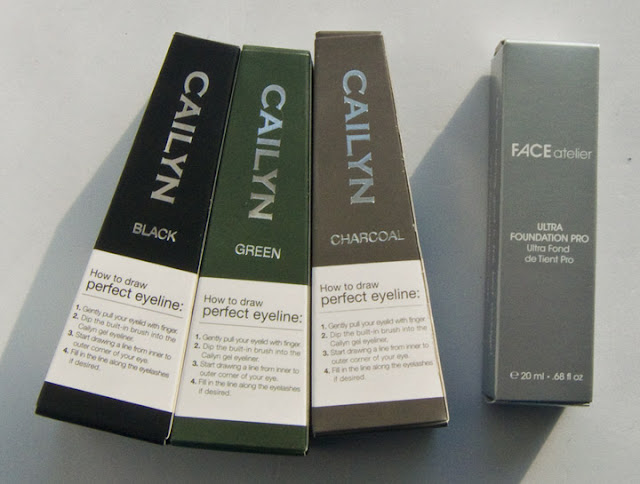 CAILYN
BLACK
How to draw
perfect eyeline:
1. Gently pull your eyelid with finger.
2. Dip the built-in brush into the
Cailyn gel eyeliner.
3. Start drawing a line from inner to
outer corner of your eye.
4. Fill in the line along the eyelashes
if desired.
CAILYN
GREEN
How to draw
perfect eyeline:
1. Gently pull your eyelid with finger.
2. Dip the built-in brush into the
Cailyn gel eyeliner.
3. Start drawing a line from inner to
outer corner of your eye.
4. Fill in the line along the eyelashes
if desired.
CAILYN
CHARCOAL
How to draw
perfect eyeline:
1. Gently pull your eyelid with finger.
2. Dip the built-in brush into the
Cailyn gel eyeliner.
3. Start drawing a line from inner to
outer corner of your eye.
4. Fill in the line along the eyelashes
if desired.
FACE atelier
ULTRA
FOUNDATION PRO
Ultra Fond
de Tient Pro
℮ 20 ml • .68 fl oz